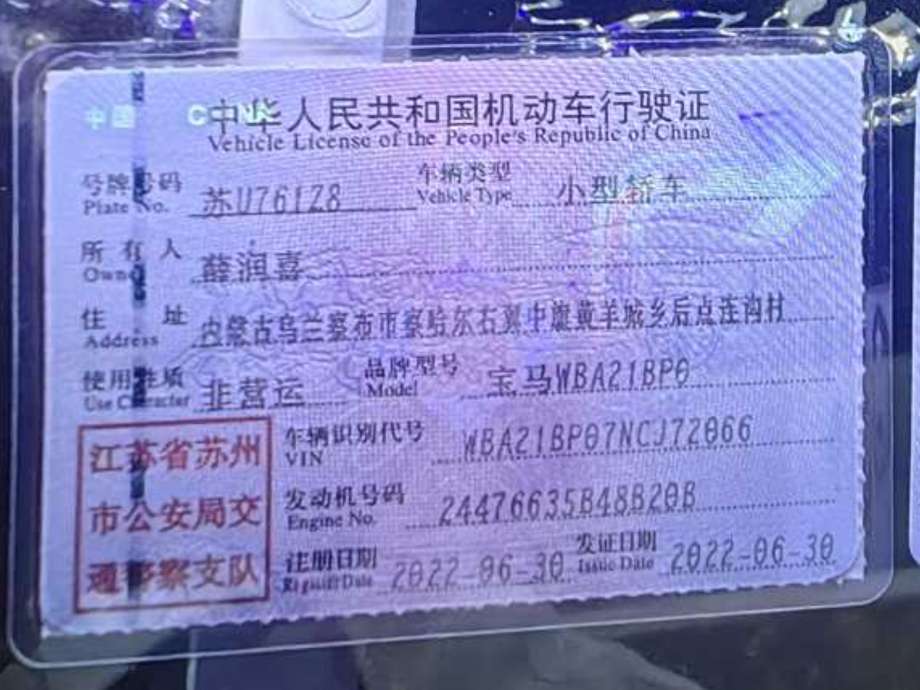 中国 CHINA
中华人民共和国机动车行驶证
Vehicle License of the People's Republic of China
号牌号码 苏U76128 车辆类型 小型轿车
Plate No. Vehicle Type
所有人 薛润喜
Owner
住址 内蒙古乌兰察布市察哈尔右翼中旗黄羊城乡后点连沟村
Address
使用性质 非营运 品牌型号 宝马WBA21BP0
Use Character Model
江苏省苏州
市公安局交
通警察支队
车辆识别代号 WBA21BP07NCJ72066
VIN
发动机号码 24476635B48B20B
Engine No.
注册日期 2022-06-30 发证日期 2022-06-30
Register Date Issue Date